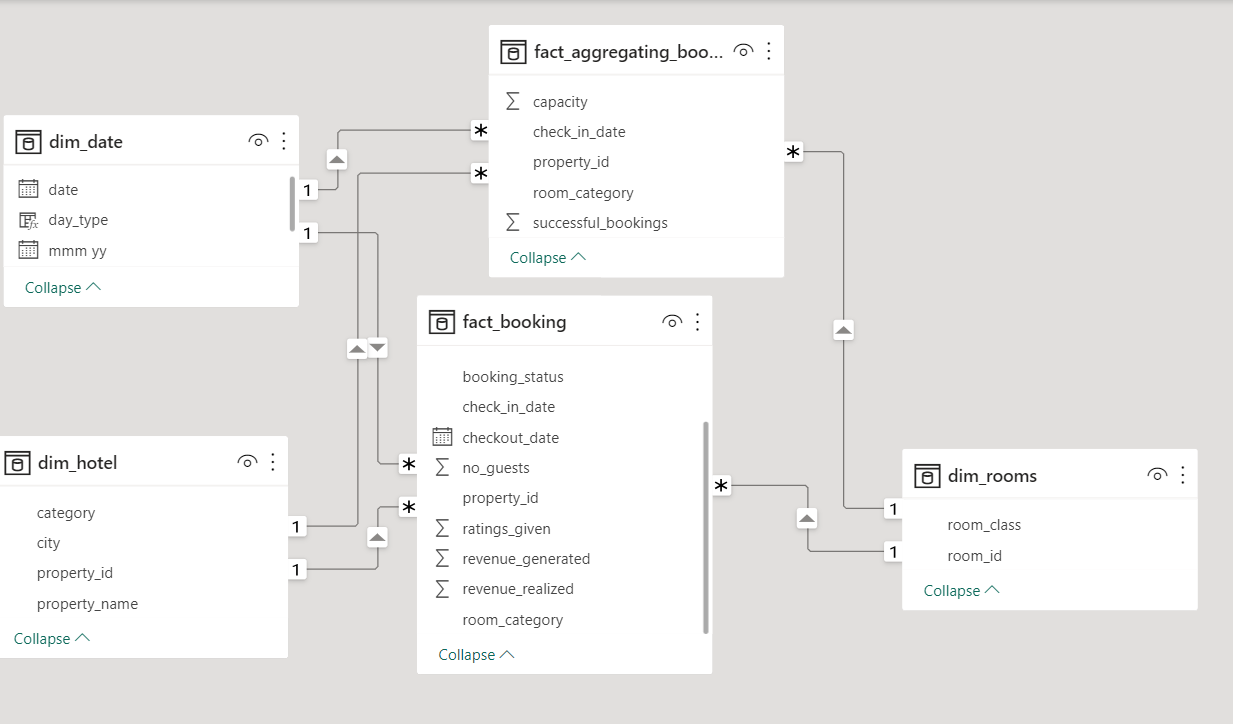 fact_aggregating_boo...
capacity
check_in_date
property_id
room_category
successful_bookings
Collapse
dim_date
date
day_type
mmm yy
Collapse
1
1
*
*
*
fact_booking
booking_status
check_in_date
checkout_date
no_guests
property_id
ratings_given
revenue_generated
revenue_realized
room_category
Collapse
*
*
*
dim_hotel
category
city
property_id
property_name
Collapse
1
1
dim_rooms
room_class
room_id
Collapse
1
1